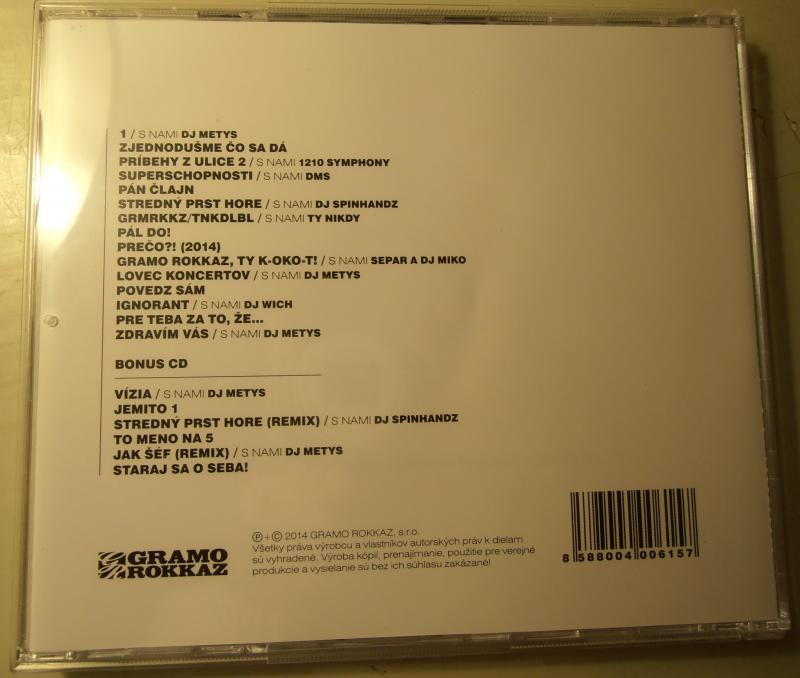 1 / S NAMI DJ METYS
ZJEDNODUŠME ČO SA DÁ
PRÍBEHY Z ULICE 2 / S NAMI 1210 SYMPHONY
SUPERSCHOPNOSTI / S NAMI DMS
PÁN ČLAJN
STREDNÝ PRST HORE / S NAMI DJ SPINHANDZ
GRMRKKZ/TNKDLBL / S NAMI TY NIKDY
PÁL DO!
PREČO?! (2014)
GRAMO ROKKAZ, TY K-OKO-T! / S NAMI SEPAR A DJ MIKO
LOVEC KONCERTOV / S NAMI DJ METYS
POVEDZ SÁM
IGNORANT / S NAMI DJ WICH
PRE TEBA ZA TO, ŽE...
ZDRAVÍM VÁS / S NAMI DJ METYS
BONUS CD
VÍZIA / S NAMI DJ METYS
JEMITO 1
STREDNÝ PRST HORE (REMIX) / S NAMI DJ SPINHANDZ
TO MENO NA 5
JAK ŠÉF (REMIX) / S NAMI DJ METYS
STARAJ SA O SEBA!
GRAMO
ROKKAZ
Ⓟ + © 2014 GRAMO ROKKAZ, s.r.o.
Všetky práva výrobcu a vlastníkov autorských práv k dielam
sú vyhradené. Výroba kópií, prenajímanie, použitie pre verejné
produkcie a vysielanie sú bez ich súhlasu zakázané!
8 588004 006157